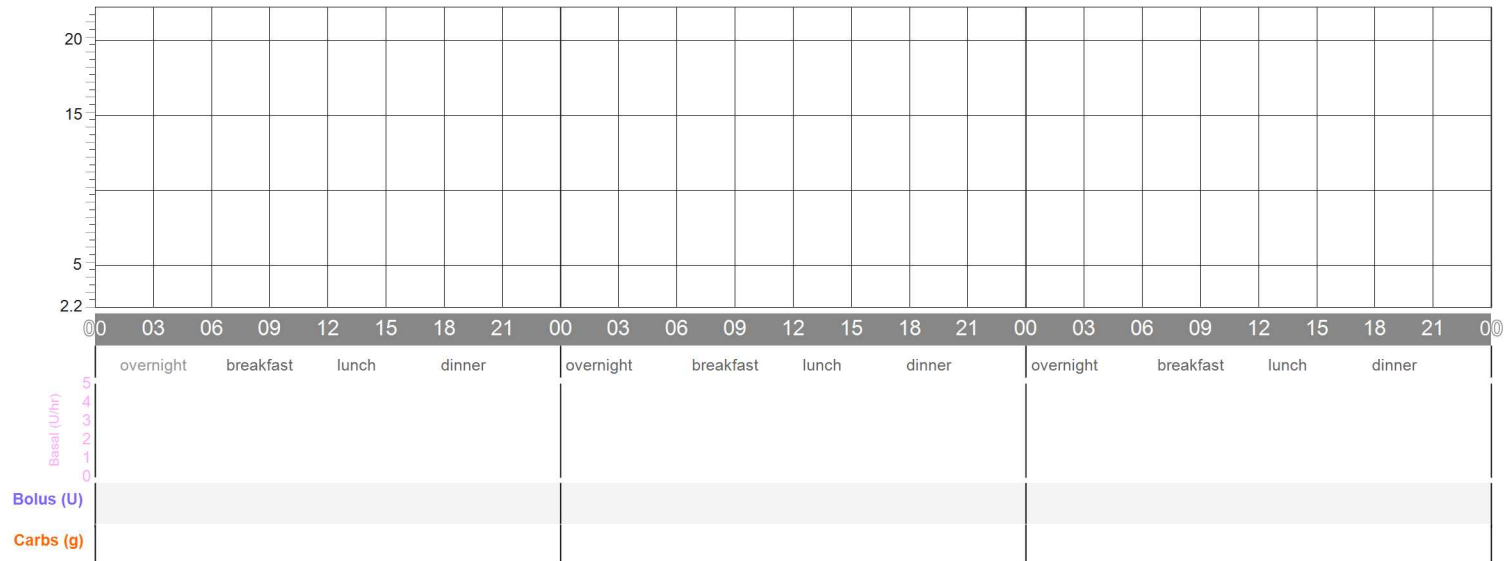 20
15
5
2.2
00 03 06 09 12 15 18 21 00 03 06 09 12 15 18 21 00 03 06 09 12 15 18 21 00
overnight breakfast lunch dinner overnight breakfast lunch dinner overnight breakfast lunch dinner
Basal (U/hr)
5
4
3
2
1
0
Bolus (U)
Carbs (g)